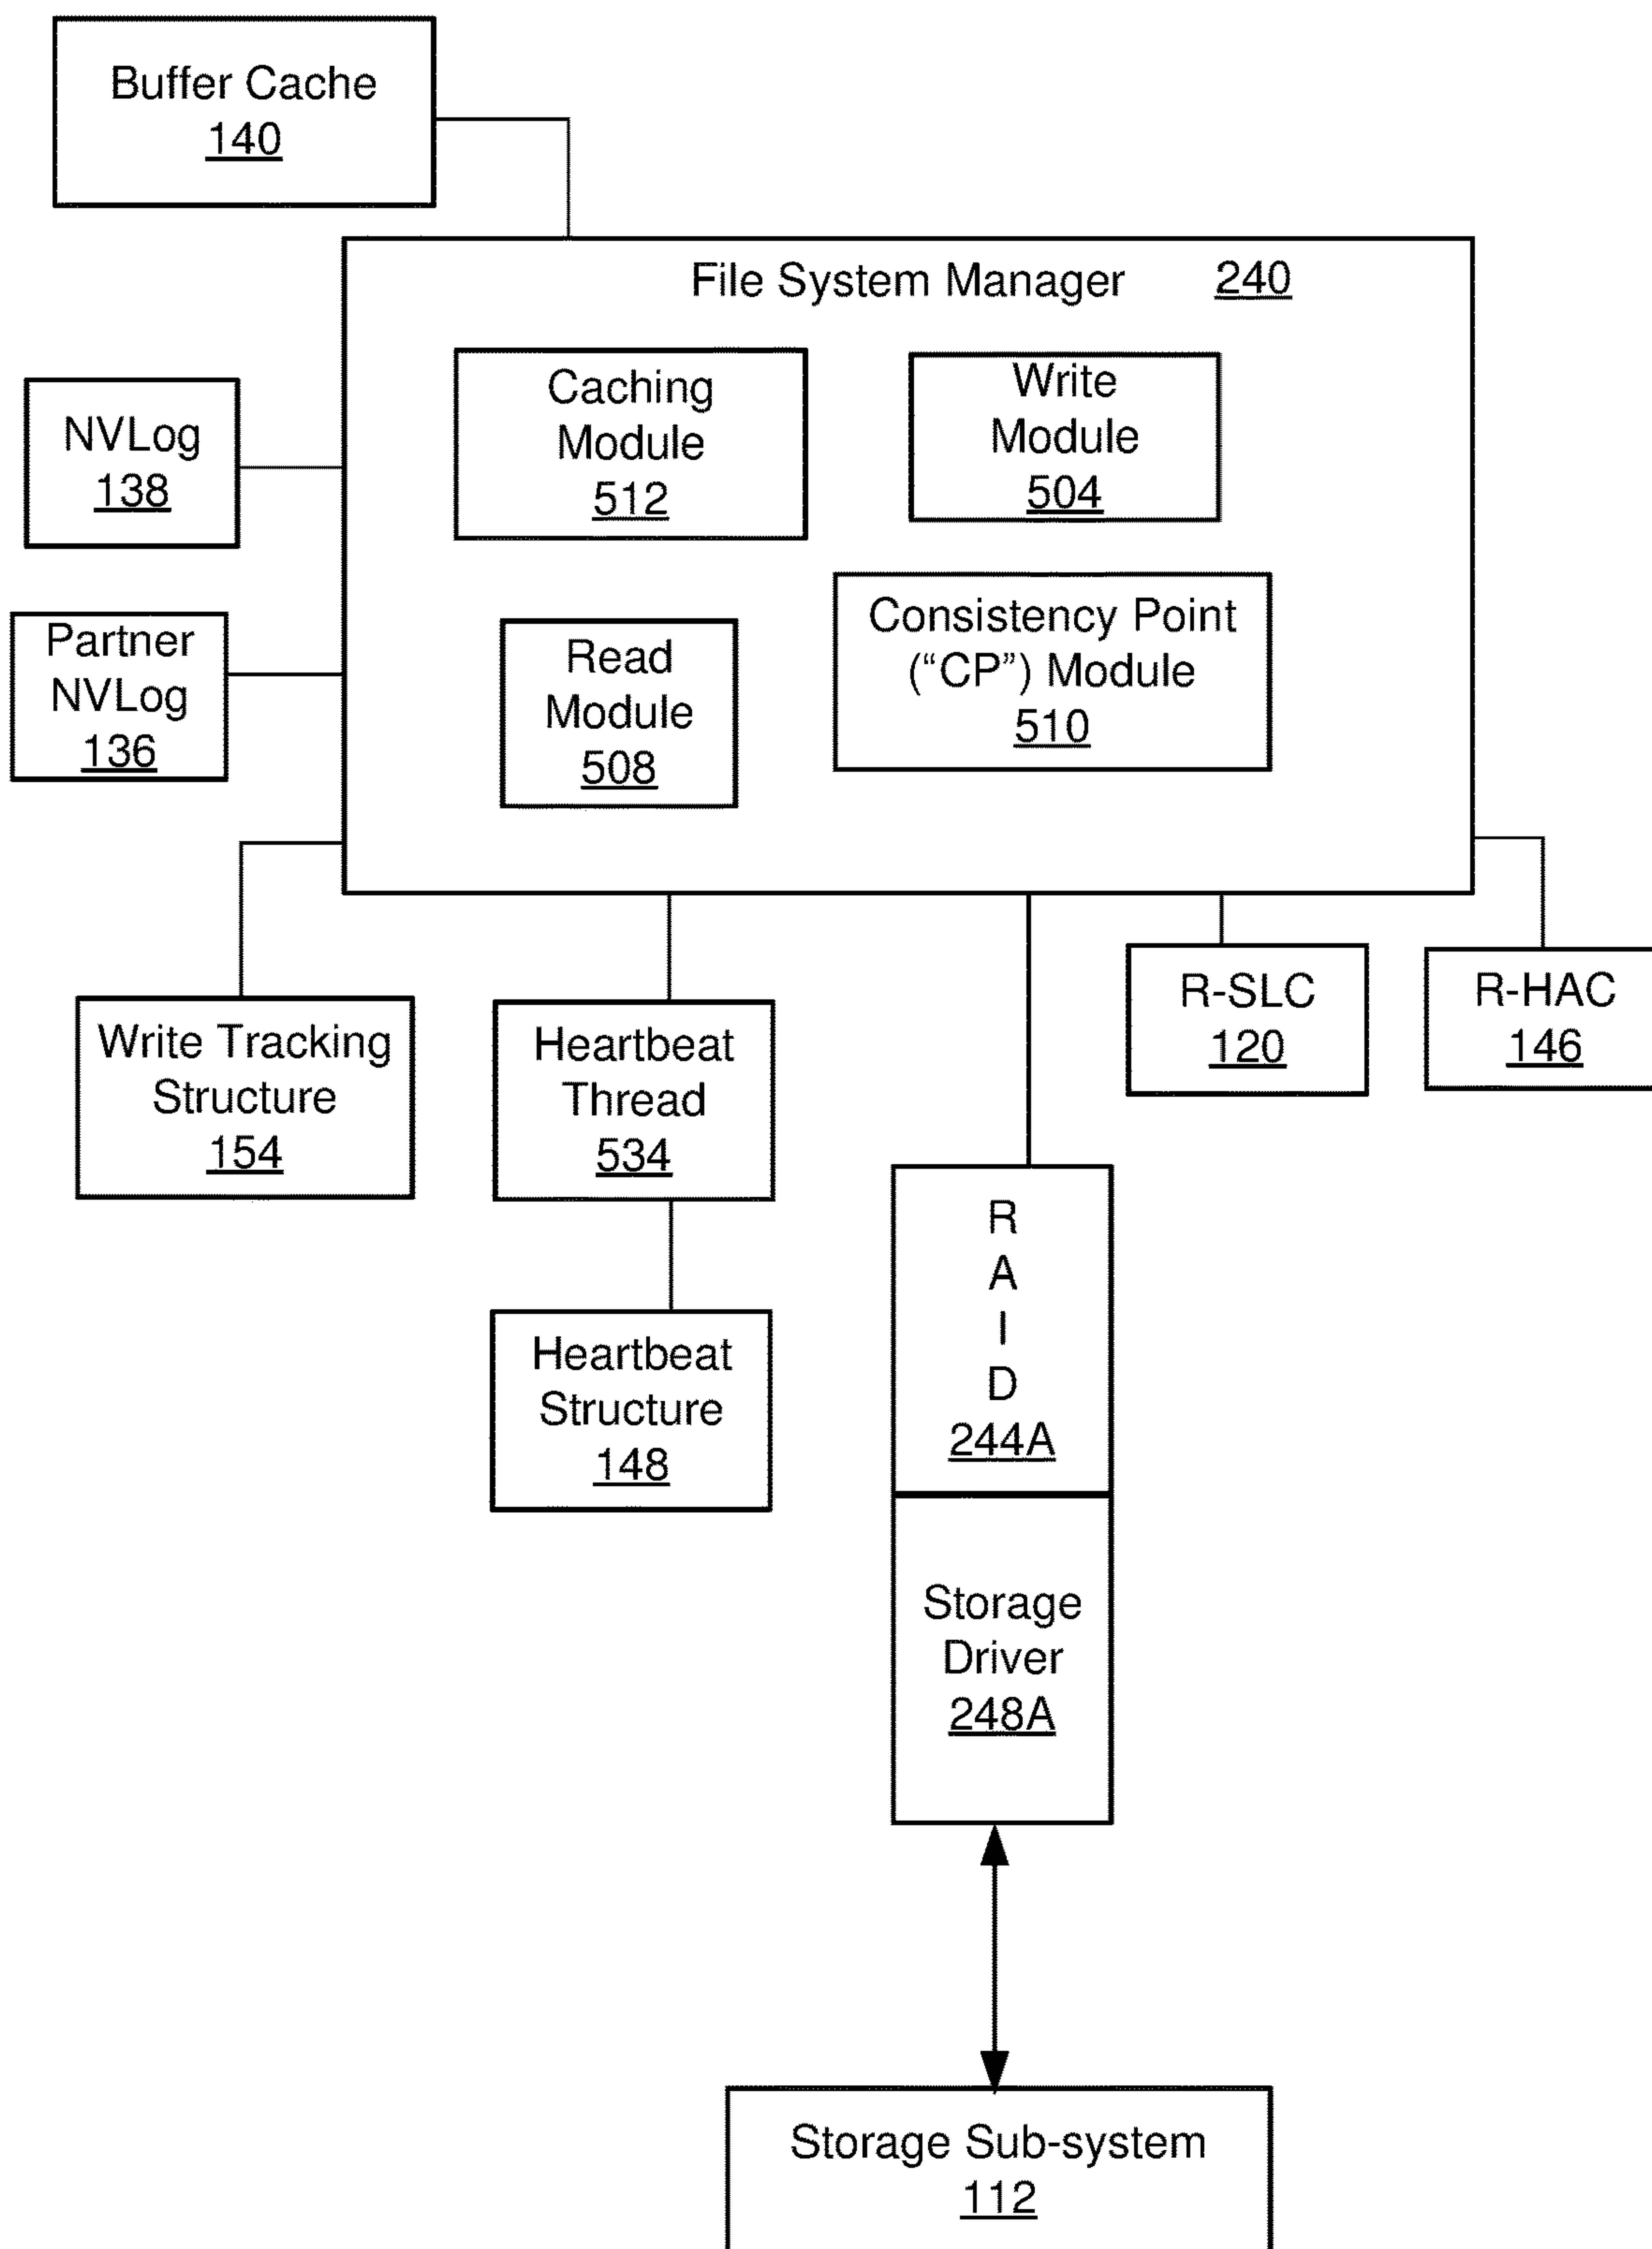 Buffer Cache
140
File System Manager 240
Caching
Module
512
Write
Module
504
NVLog
138
Partner
NVLog
136
Read
Module
508
Consistency Point
(“CP”) Module
510
Write Tracking
Structure
154
Heartbeat
Thread
534
R-SLC
120
R-HAC
146
Heartbeat
Structure
148
R
A
I
D
244A
Storage
Driver
248A
Storage Sub-system
112